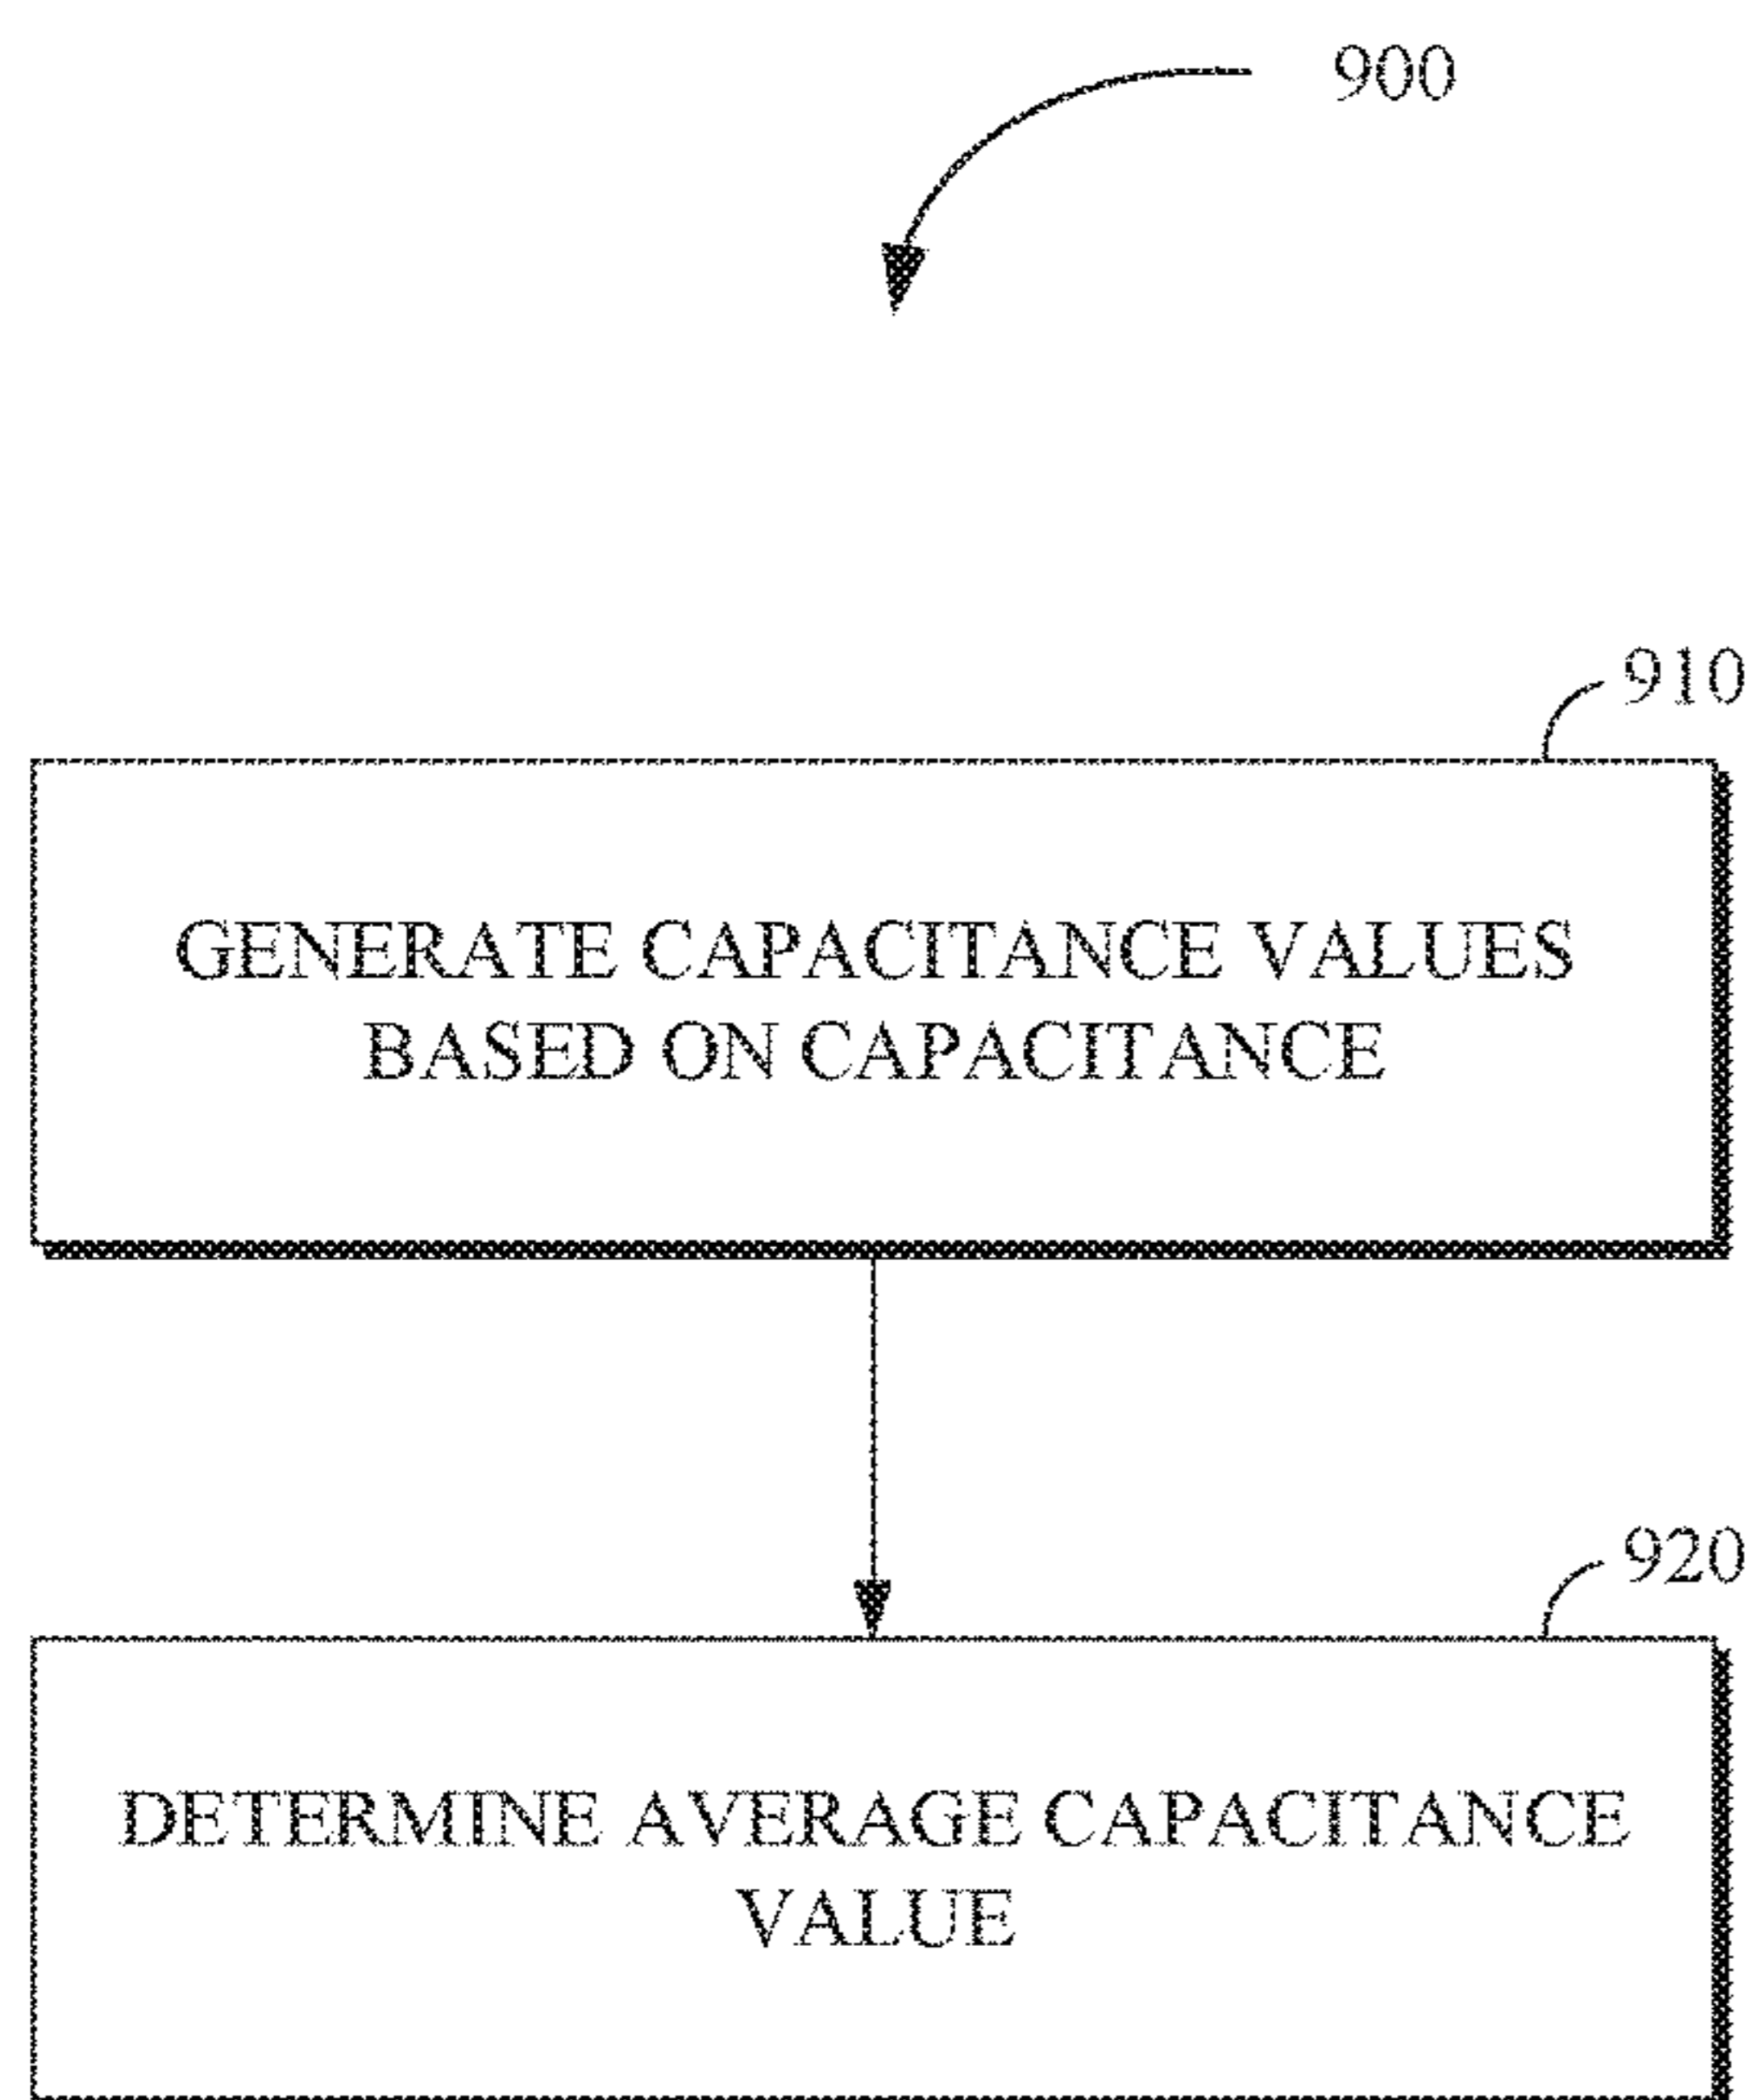 900
910
GENERATE CAPACITANCE VALUES
BASED ON CAPACITANCE
920
DETERMINE AVERAGE CAPACITANCE
VALUE